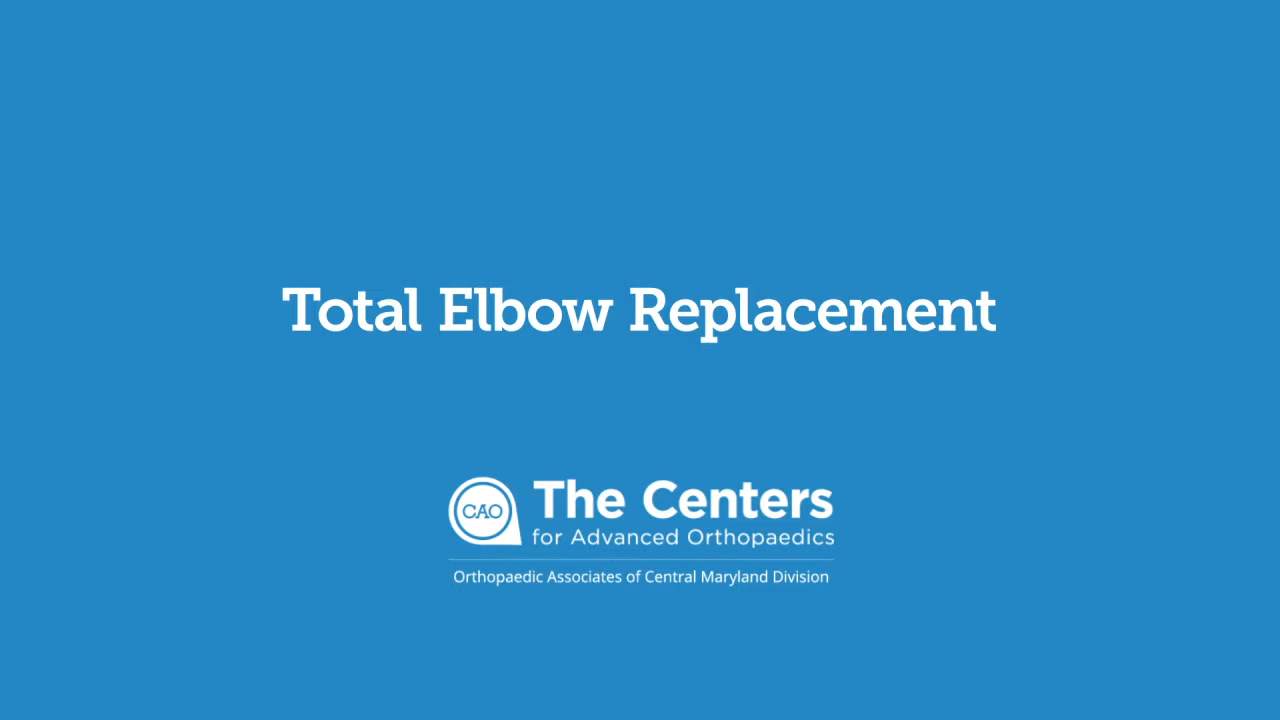 Total Elbow Replacement
CAO
The Centers
for Advanced Orthopaedics
Orthopaedic Associates of Central Maryland Division